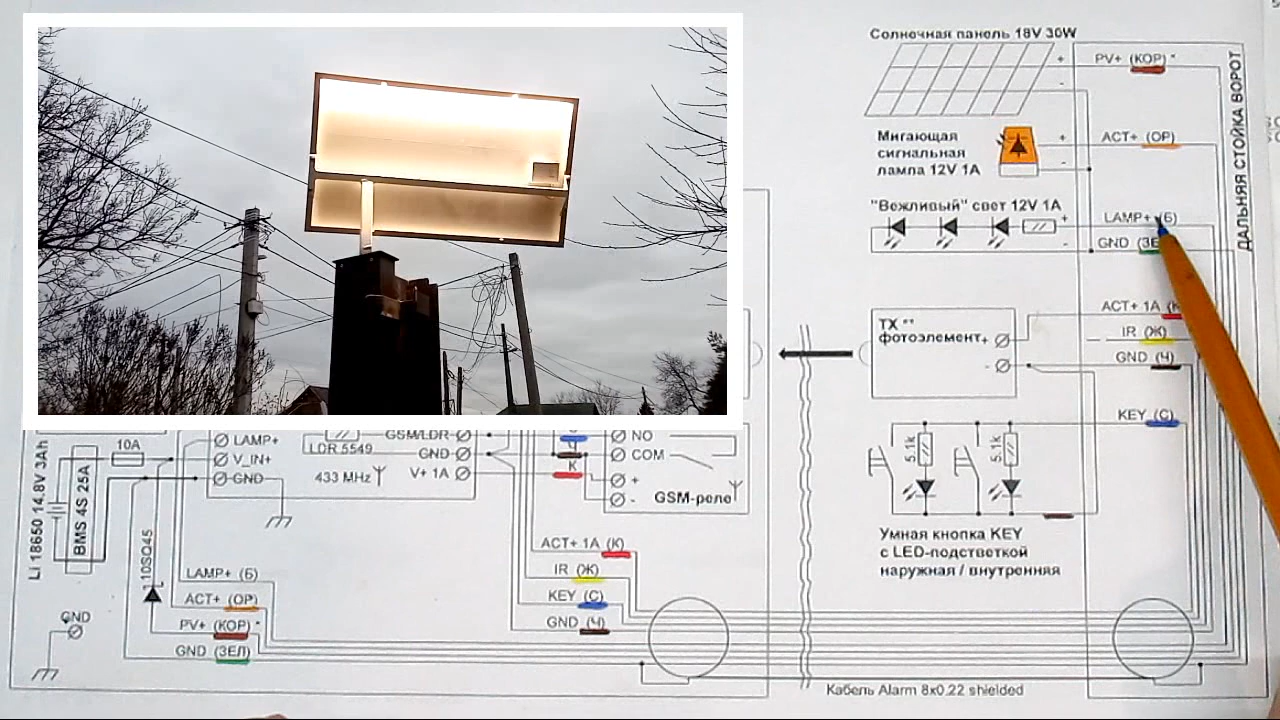 Солнечная панель 18V 30W
+
-
PV+ (КОР) *
Мигающая
сигнальная
лампа 12V 1A
+
-
ACT+ (ОР)
"Вежливый" свет 12V 1A
+
-
LAMP+ (Б)
GND
ДАЛЬНЯЯ СТОЙКА ВОРОТ
ACT+ 1A
TX **
фотоэлемент
+
-
IR (Ж)
GND (Ч)
KEY (С)
5.1k
5.1k
Умная кнопка KEY
с LED-подсветкой
наружная / внутренняя
Li 18650 14.8V 3Ah
BMS 4S 25A
10A
LAMP+
V_IN+
GND
GSM/LDR
LDR 5549
GND
433 MHz
V+ 1A
К
NO
COM
+
-
GSM-реле
10SQ45
GND
LAMP+ (Б)
ACT+ (ОР)
PV+ (КОР) *
GND (ЗЕЛ)
ACT+ 1A (К)
IR (Ж)
KEY (С)
GND (Ч)
Кабель Alarm 8x0,22 shielded